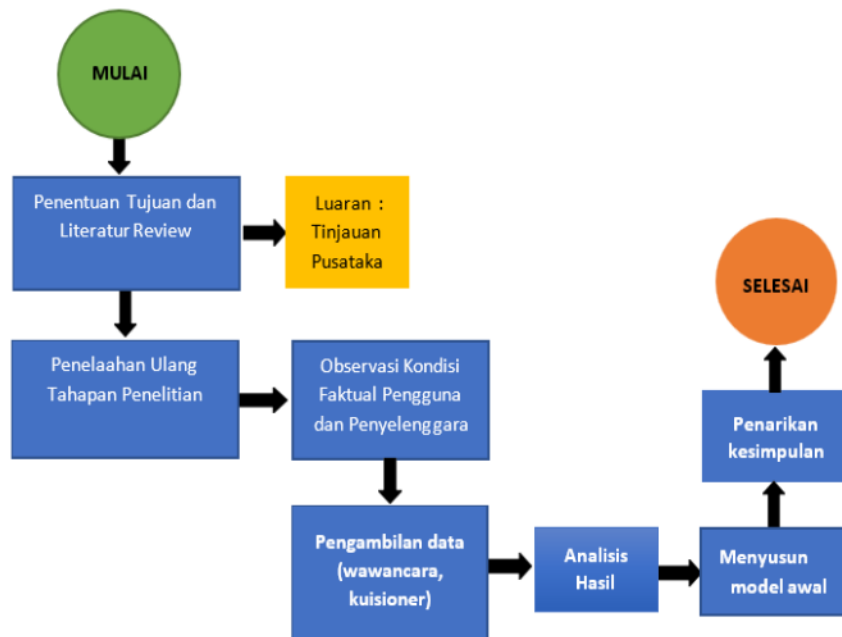 MULAI
Penentuan Tujuan dan
Literatur Review
Luaran :
Tinjauan
Pusataka
Penelaahan Ulang
Tahapan Penelitian
Observasi Kondisi
Faktual Pengguna
dan Penyelenggara
Pengambilan data
(wawancara,
kuisioner)
Analisis
Hasil
Menyusun
model awal
Penarikan
kesimpulan
SELESAI